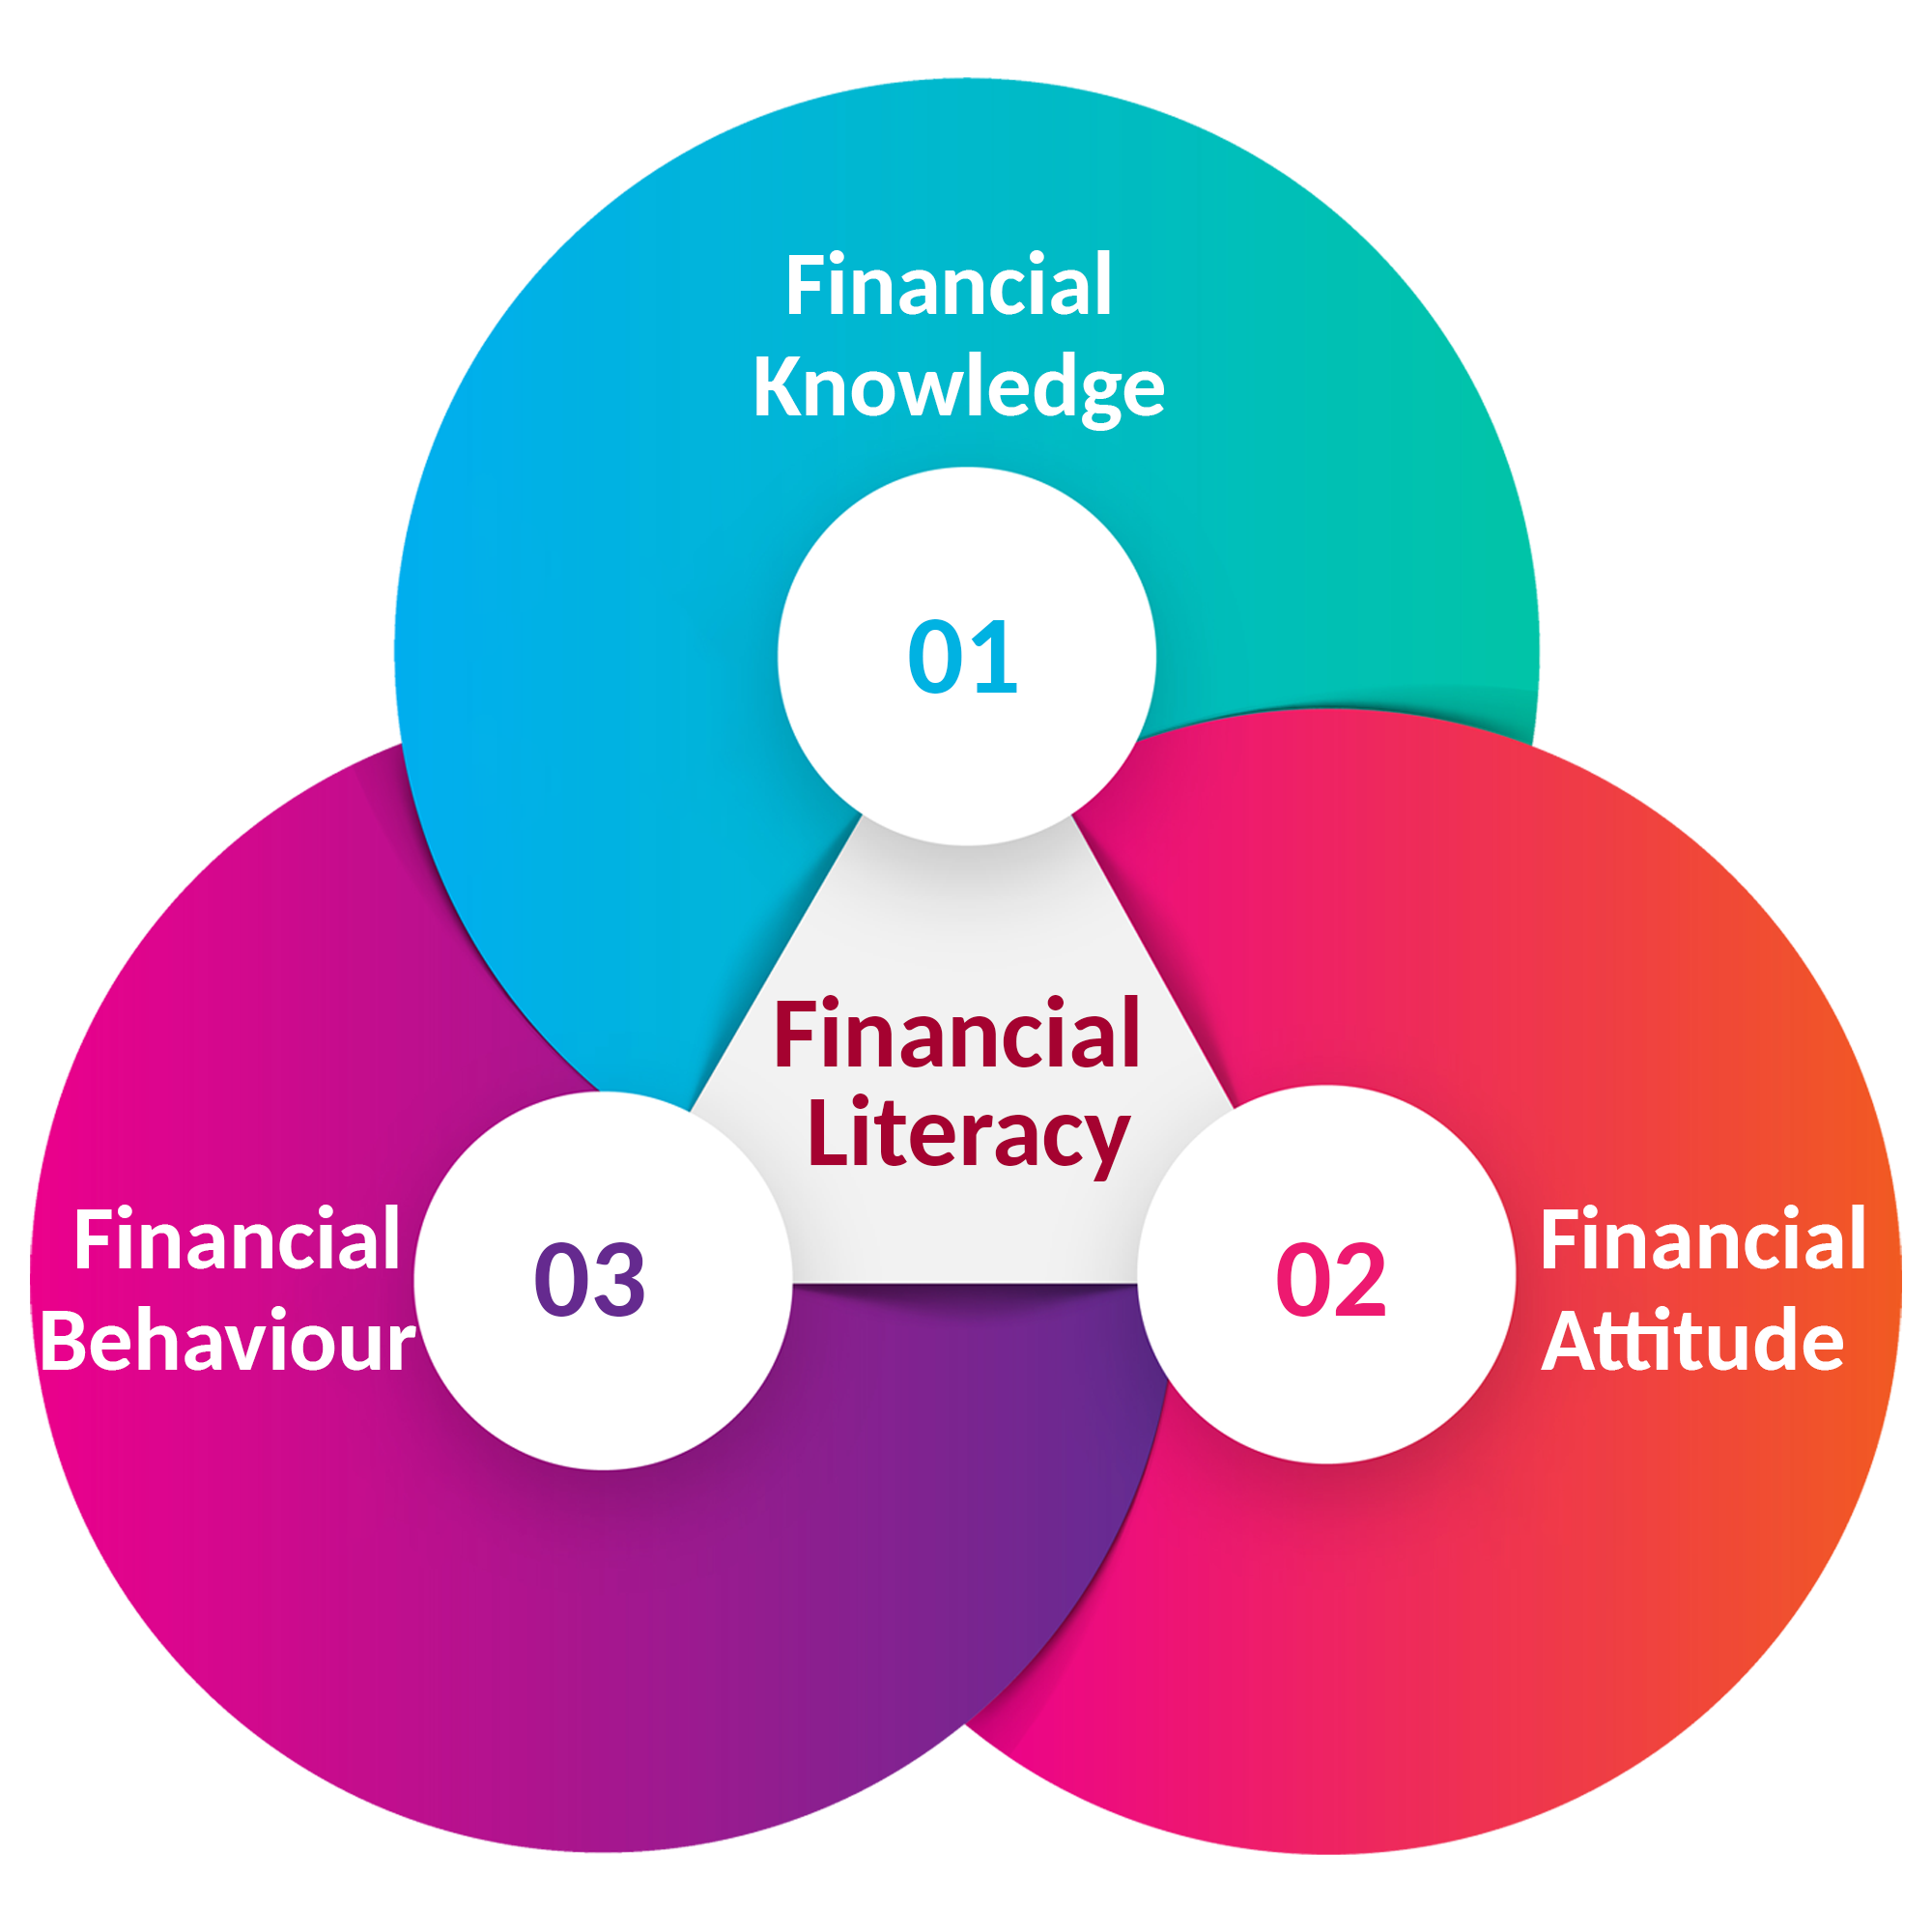 Financial
Knowledge
01
Financial
Literacy
Financial
Behaviour
03
02
Financial
Attitude